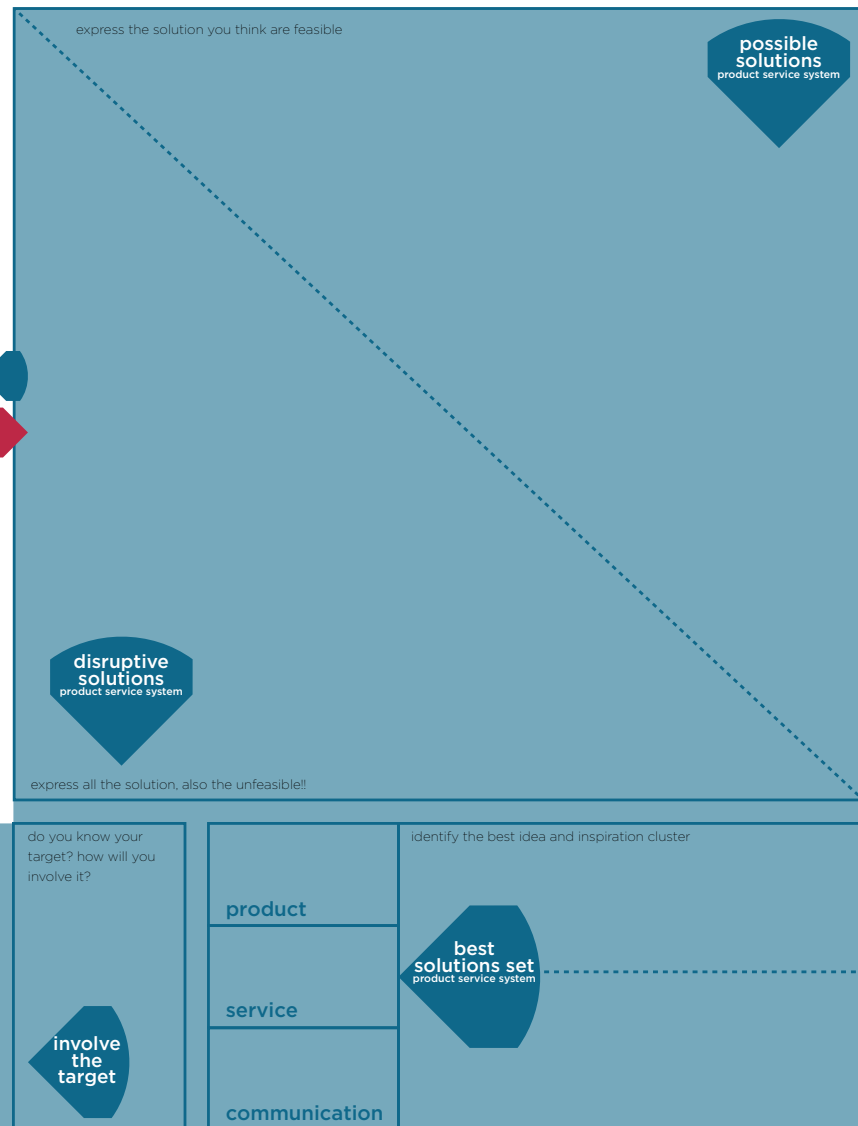 express the solution you think are feasible
possible
solutions
product service system
disruptive
solutions
product service system
express all the solution, also the unfeasible!!
do you know your
target? how will you
involve it?
involve
the
target
product
service
communication
identify the best idea and inspiration cluster
best
solutions set
product service system